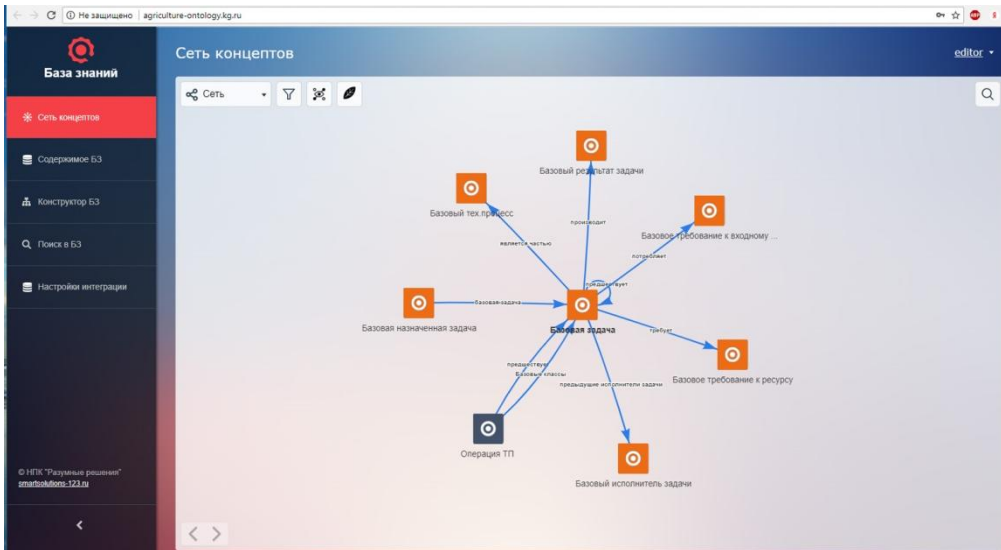 Не защищено agriculture-ontology.kg.ru
База знаний
Сеть концептов
editor
Сеть концептов
Содержимое БЗ
Конструктор БЗ
Поиск в БЗ
Настройки интеграции
© НПК "Разумные решения"
smartsolutions-123.ru
Сеть
Базовый результат задачи
Базовый тех.процесс
производит
Базовое требование к входному ...
является частью
потребляет
предшествует
базовая задача
Базовая назначенная задача
Базовая задача
требует
предшествует
Базовые классы
предыдущие исполнители задачи
Базовое требование к ресурсу
Операция ТП
Базовый исполнитель задачи